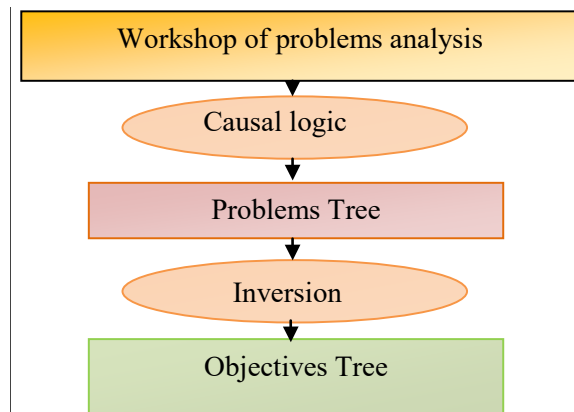 Workshop of problems analysis
Causal logic
Problems Tree
Inversion
Objectives Tree